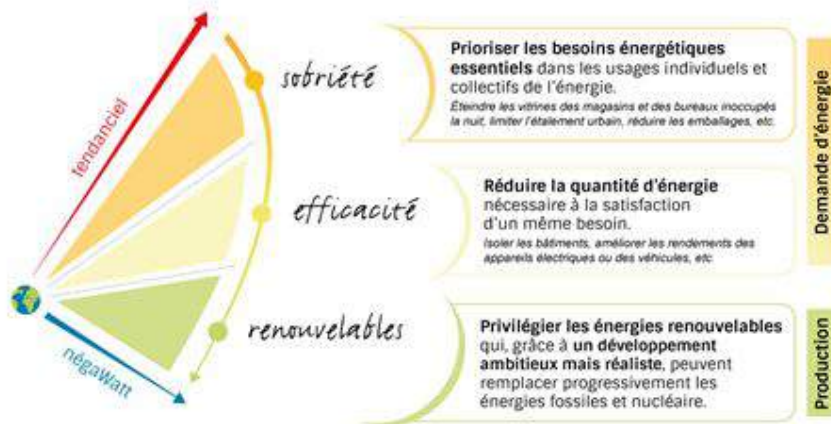 tendanciel
négaWatt
sobriété
Prioriser les besoins énergétiques
essentiels dans les usages individuels et
collectifs de l'énergie.
Éteindre les vitrines des magasins et des bureaux inoccupés
la nuit, limiter l'étalement urbain, réduire les emballages, etc.
efficacité
Réduire la quantité d'énergie
nécessaire à la satisfaction
d'un même besoin.
Isoler les bâtiments, améliorer les rendements des
appareils électriques ou des véhicules, etc
Demande d'énergie
renouvelables
Privilégier les énergies renouvelables
qui, grâce à un développement
ambitieux mais réaliste, peuvent
remplacer progressivement les
énergies fossiles et nucléaire.
Production